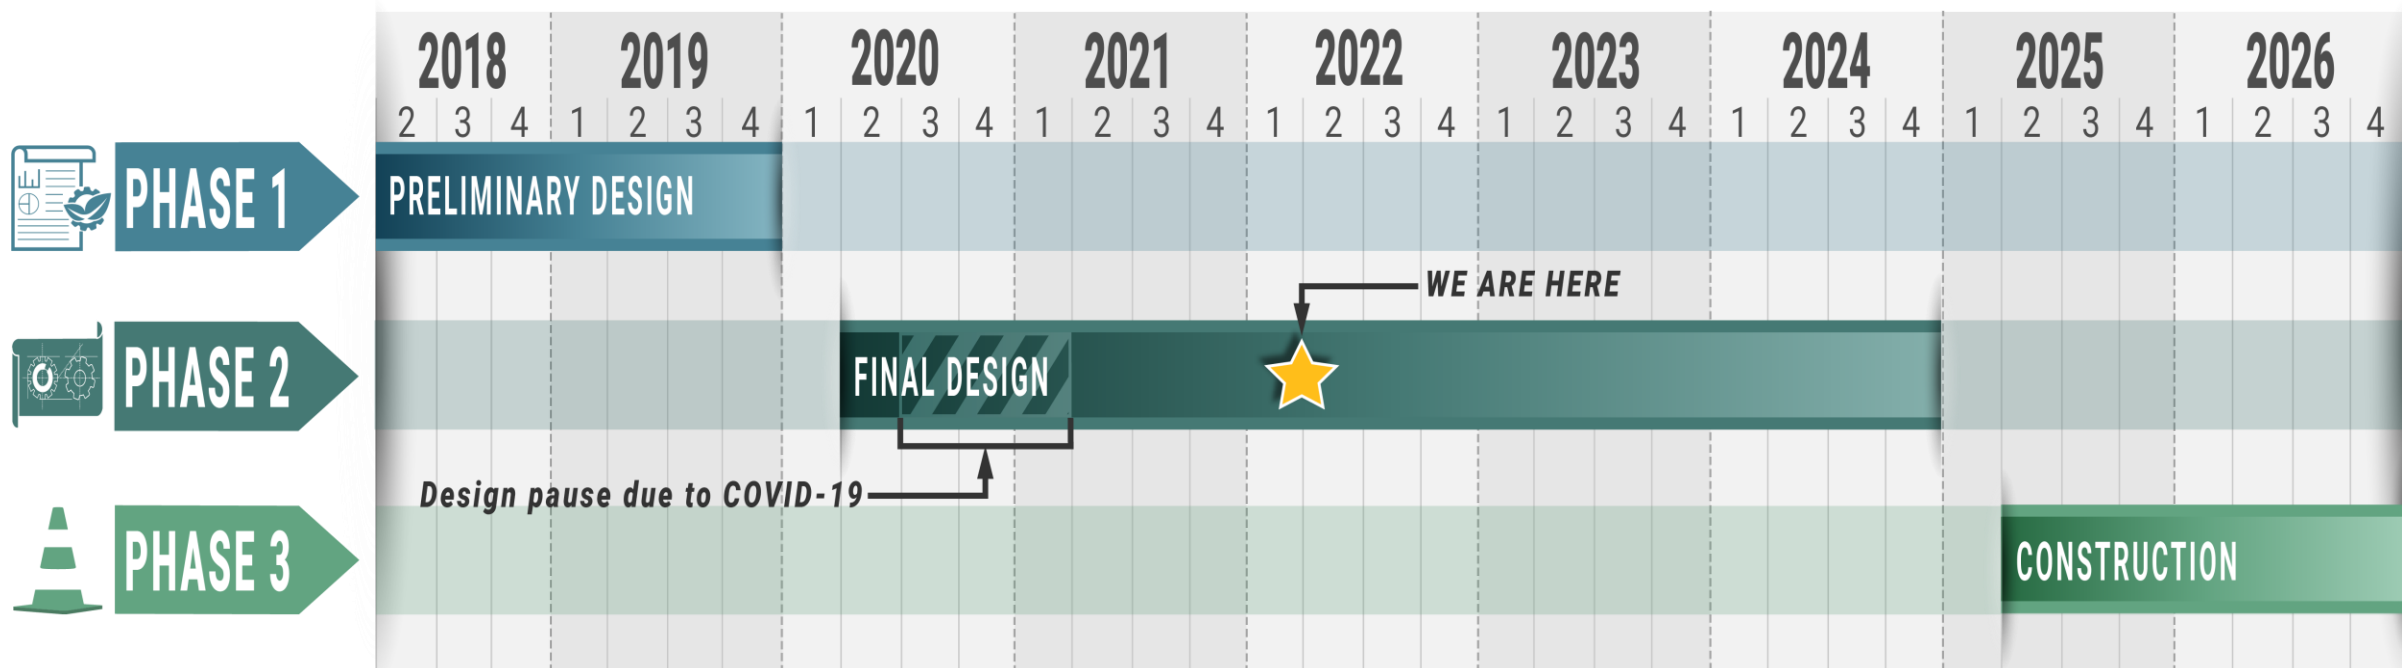 2018 2019 2020 2021 2022 2023 2024 2025 2026
2 3 4 1 2 3 4 1 2 3 4 1 2 3 4 1 2 3 4 1 2 3 4 1 2 3 4 1 2 3 4 1 2 3 4
PHASE 1 PRELIMINARY DESIGN
WE ARE HERE
PHASE 2 FINAL DESIGN
Design pause due to COVID-19
PHASE 3 CONSTRUCTION